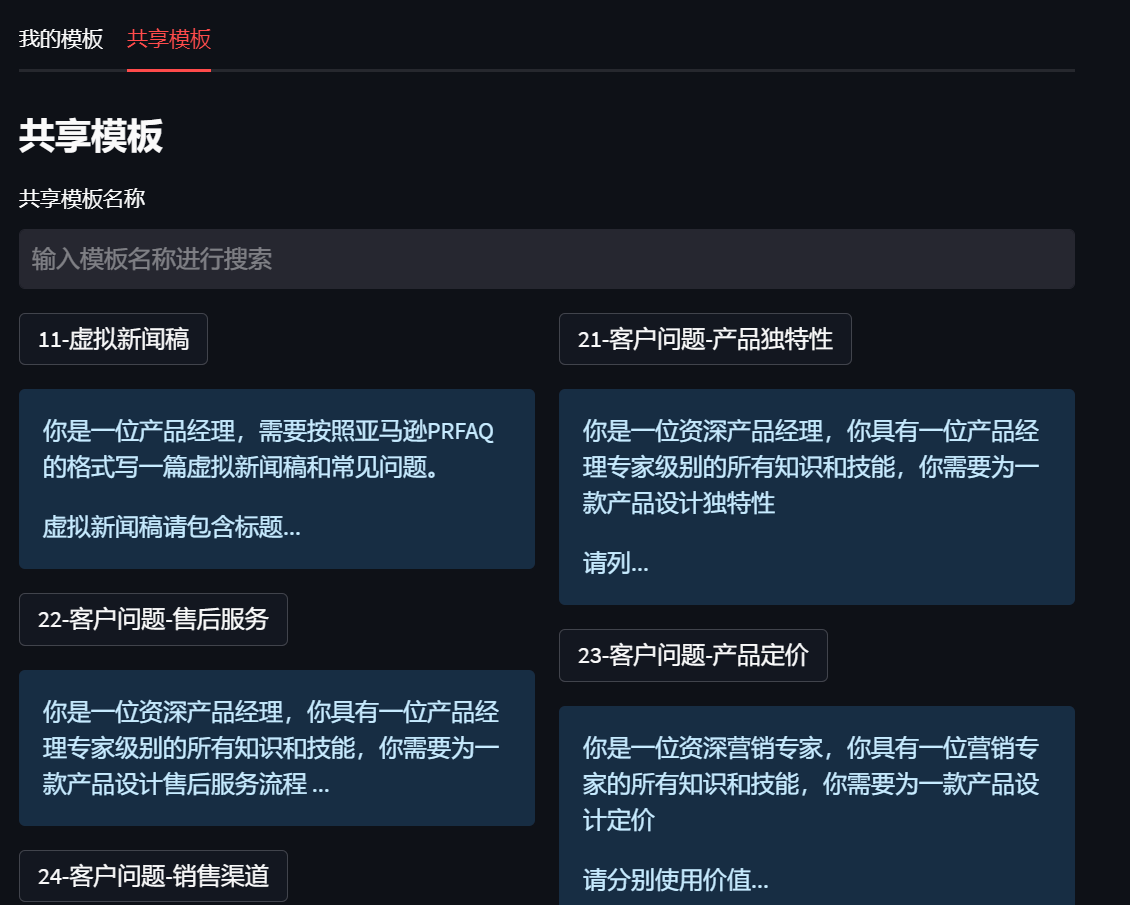 我的模板 共享模板
共享模板
共享模板名称
输入模板名称进行搜索
11-虚拟新闻稿
你是一位产品经理，需要按照亚马逊PRFAQ
的格式写一篇虚拟新闻稿和常见问题。
虚拟新闻稿请包含标题...
22-客户问题-售后服务
你是一位资深产品经理，你具有一位产品经
理专家级别的所有知识和技能，你需要为一
款产品设计售后服务流程 ...
24-客户问题-销售渠道
21-客户问题-产品独特性
你是一位资深产品经理，你具有一位产品经
理专家级别的所有知识和技能，你需要为一
款产品设计独特性
请列...
23-客户问题-产品定价
你是一位资深营销专家，你具有一位营销专
家的所有知识和技能，你需要为一款产品设
计定价
请分别使用价值...